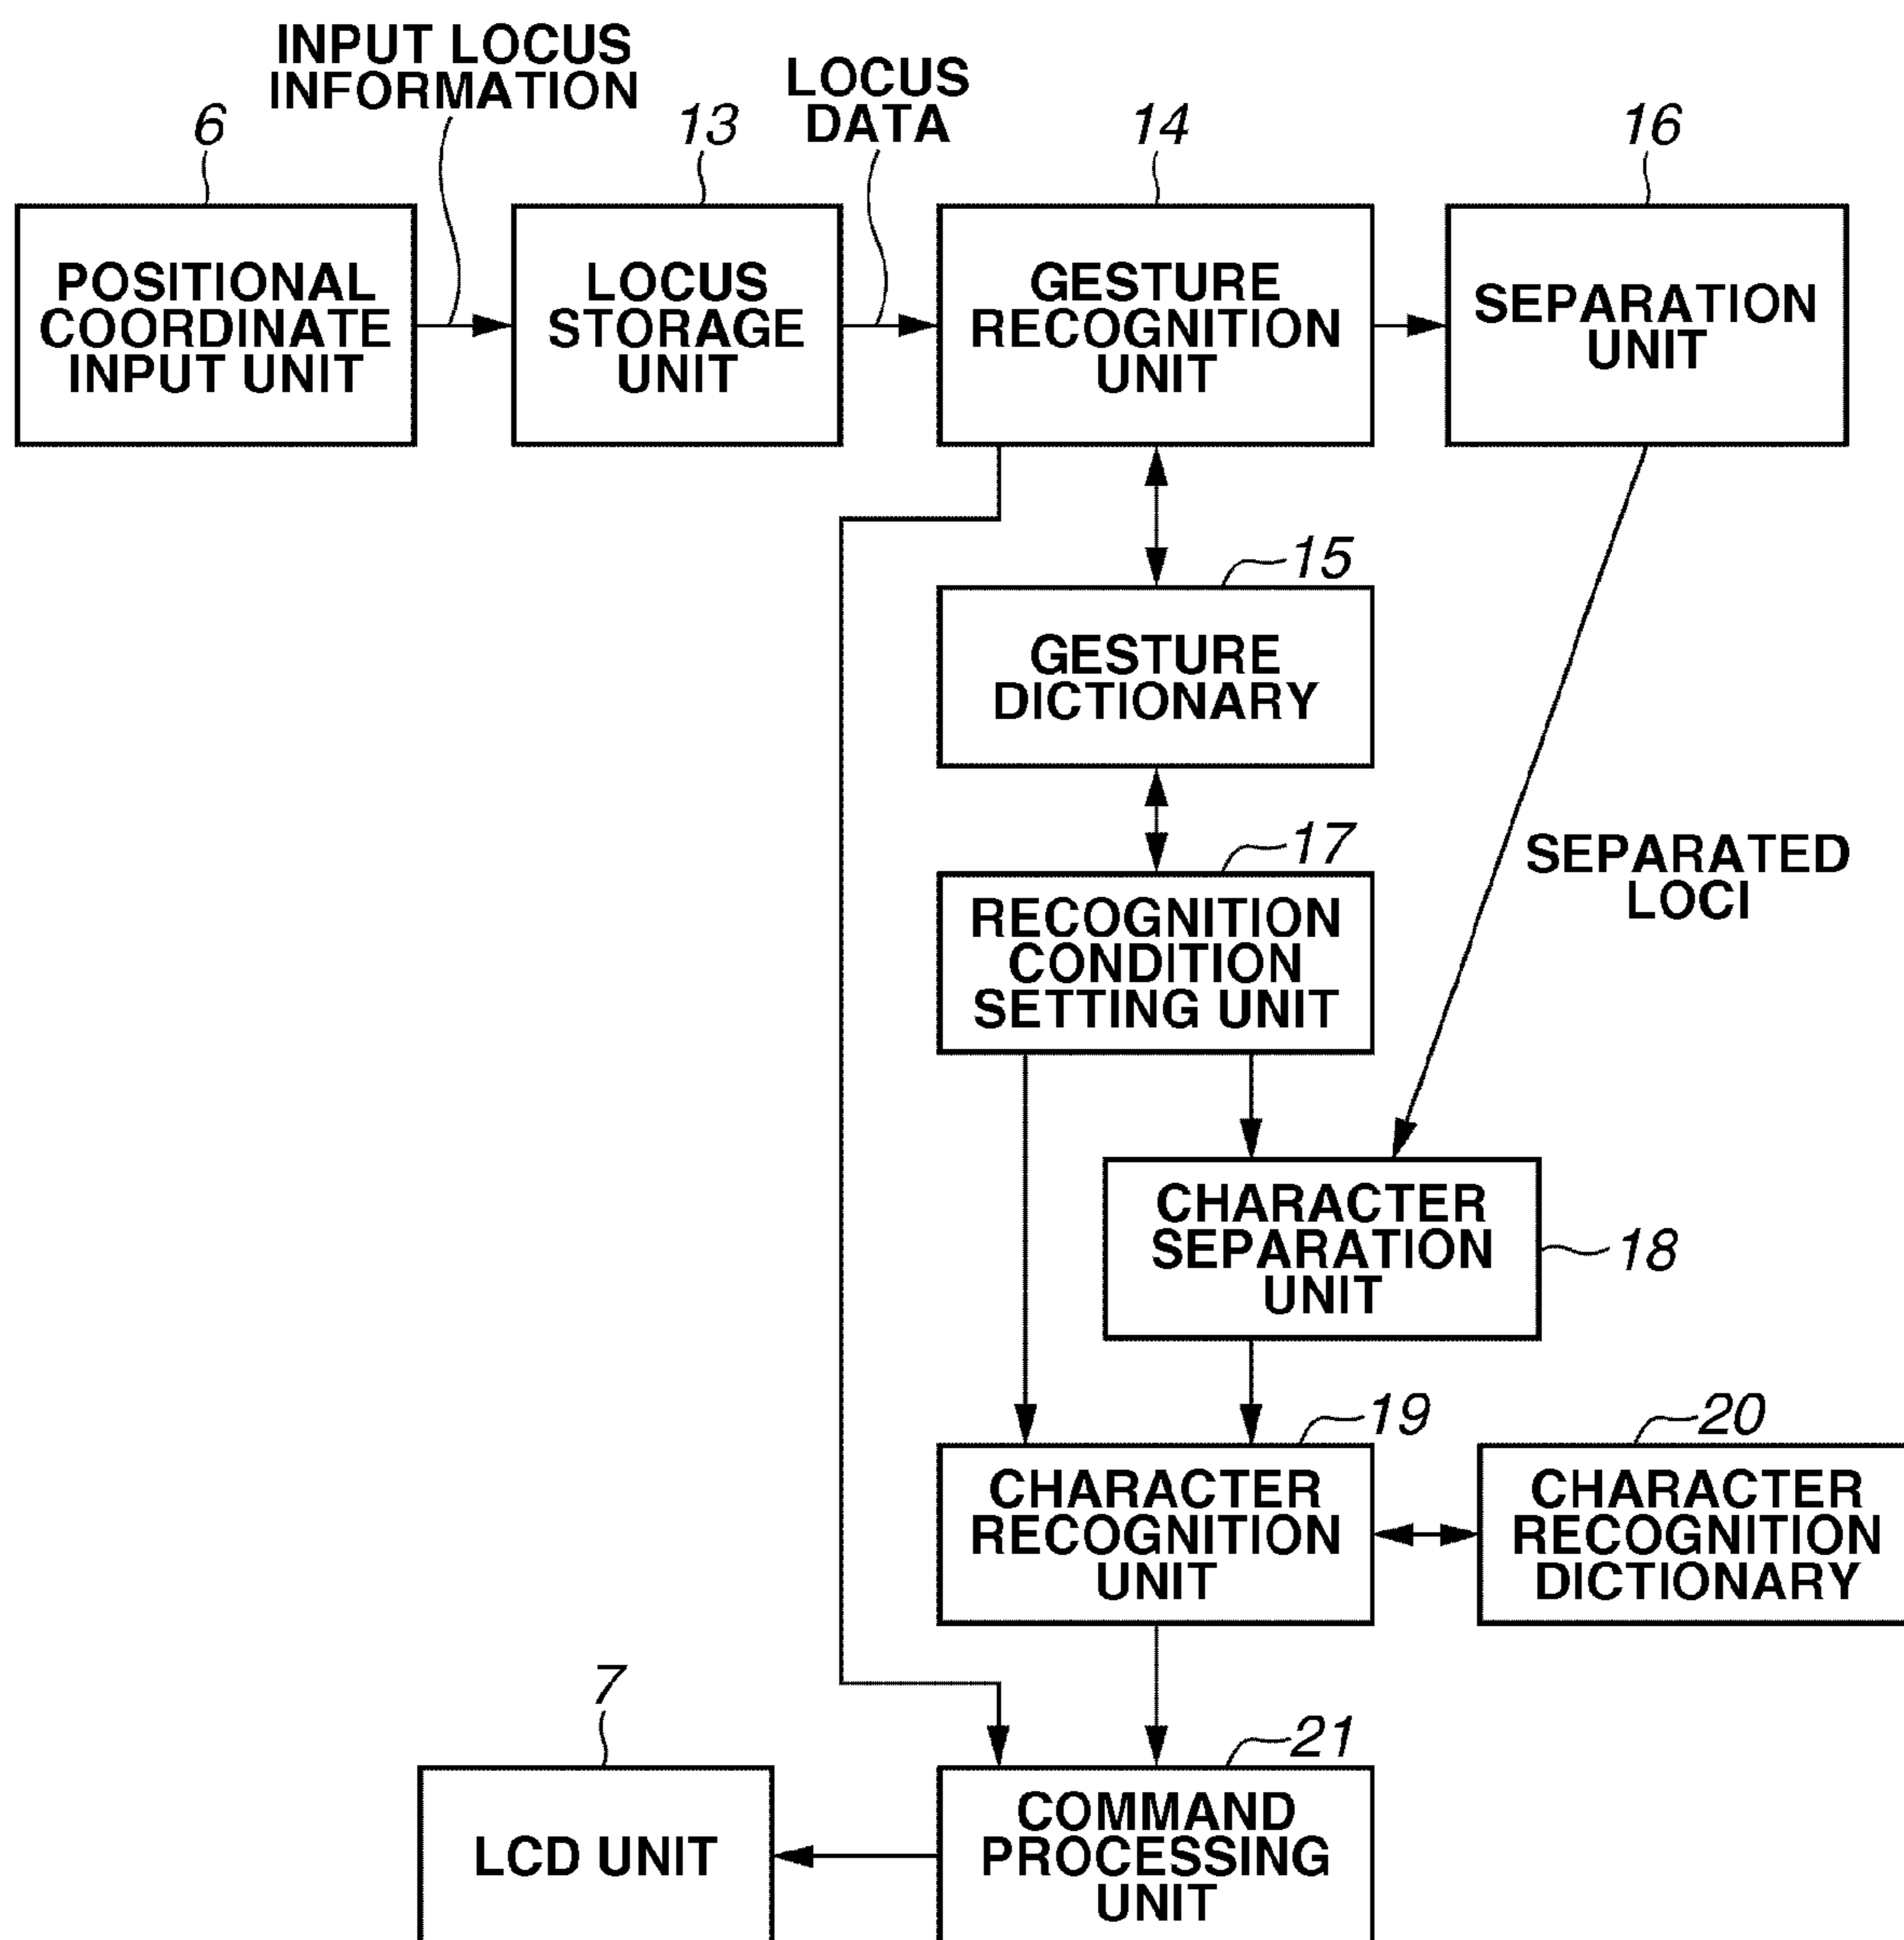 INPUT LOCUS
INFORMATION
LOCUS
DATA
6
13
14
16
POSITIONAL
COORDINATE
INPUT UNIT
LOCUS
STORAGE
UNIT
GESTURE
RECOGNITION
UNIT
SEPARATION
UNIT
15
GESTURE
DICTIONARY
17
RECOGNITION
CONDITION
SETTING UNIT
SEPARATED
LOCI
CHARACTER
SEPARATION
UNIT
18
19
20
CHARACTER
RECOGNITION
UNIT
CHARACTER
RECOGNITION
DICTIONARY
7
21
LCD UNIT
COMMAND
PROCESSING
UNIT